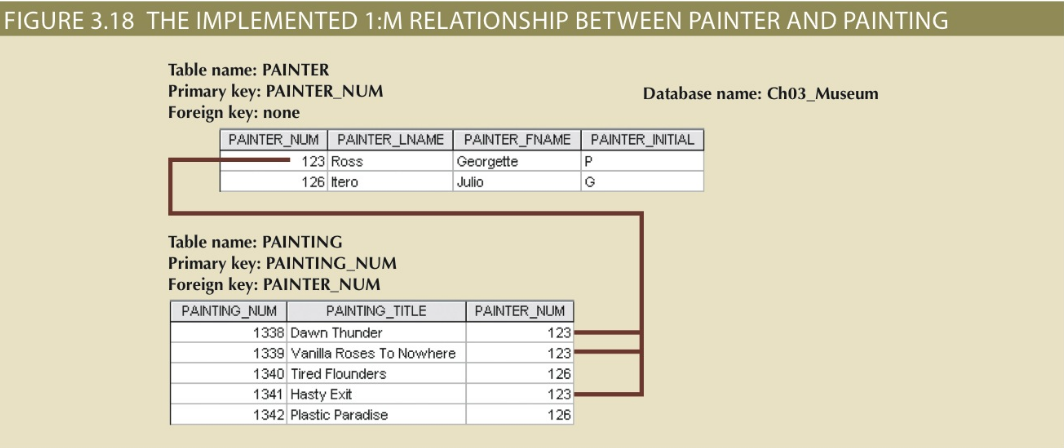 FIGURE 3.18 THE IMPLEMENTED 1:M RELATIONSHIP BETWEEN PAINTER AND PAINTING
Table name: PAINTER
Primary key: PAINTER_NUM
Foreign key: none
Database name: Ch03_Museum
PAINTER_NUM PAINTER_LNAME PAINTER_FNAME PAINTER_INITIAL
123 Ross Georgette P
126 Itero Julio G
Table name: PAINTING
Primary key: PAINTING_NUM
Foreign key: PAINTER_NUM
PAINTING_NUM PAINTING_TITLE PAINTER_NUM
1338 Dawn Thunder 123
1339 Vanilla Roses To Nowhere 123
1340 Tired Flounders 126
1341 Hasty Exit 123
1342 Plastic Paradise 126